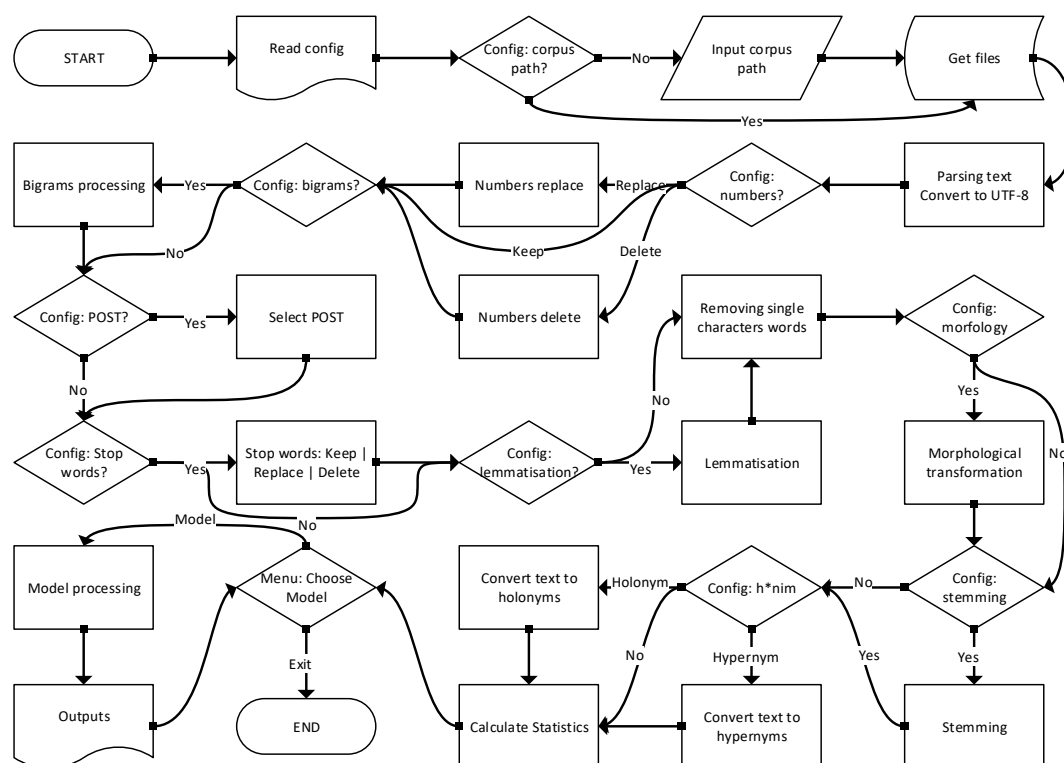 START
Read config
Config: corpus
path?
No
Input corpus
path
Get files
Yes
Bigrams processing
Yes
Config: bigrams?
Numbers replace
Replace
Config:
numbers?
Parsing text
Convert to UTF-8
No
Keep
Delete
Config: POST?
Yes
Select POST
Numbers delete
Removing single
characters words
Config:
morfology
No
No
Yes
Config: Stop
words?
Yes
Stop words: Keep |
Replace | Delete
Config:
lemmatisation?
Yes
Lemmatisation
Morphological
transformation
No
No
Model
Model processing
Menu: Choose
Model
Convert text to
holonyms
Holonym
Config: h*nim
No
Config:
stemming
Exit
No
Hypernym
Yes
Yes
Outputs
END
Calculate Statistics
Convert text to
hypernyms
Stemming